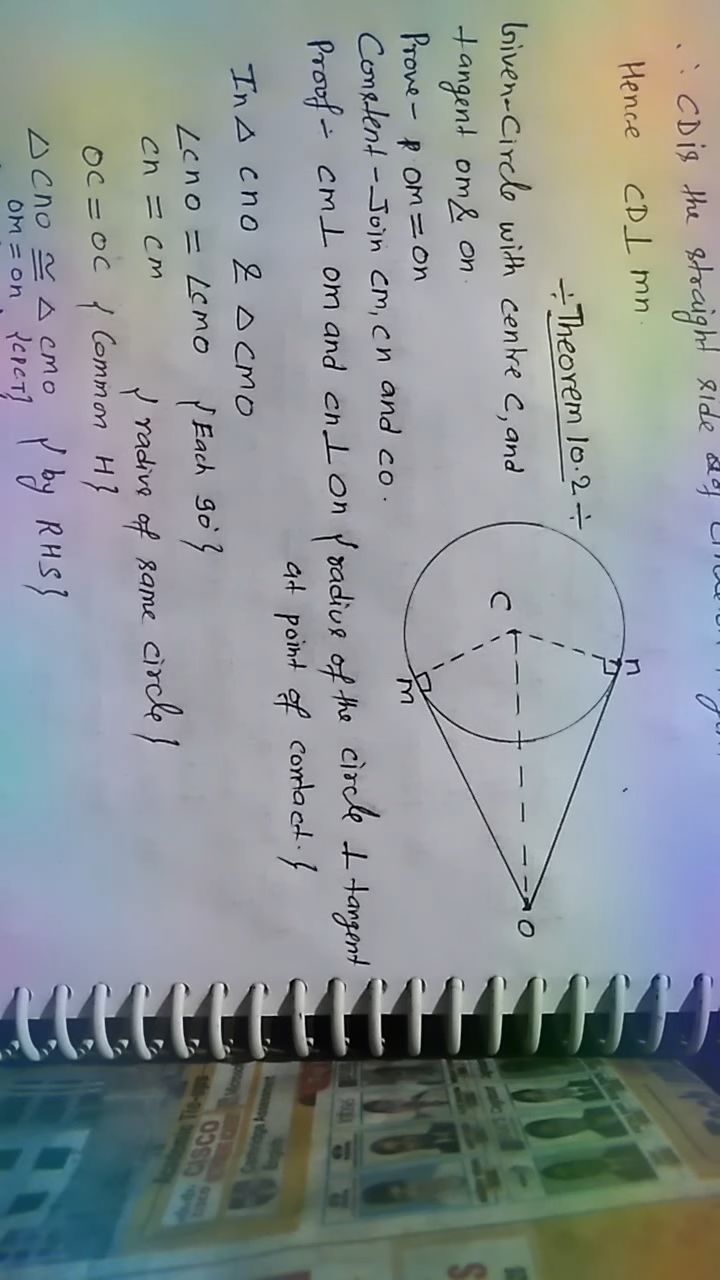 ∴ CD is the straight side of
Hence CD⊥mn.
÷Theorem 10.2÷
Given-Circle with centre C, and
tangent om & on.
Prove- om=on
Constent-Join cm, cn and co.
Proof÷ cm⊥ om and cn⊥on {radius of the circle ⊥ tangent
at point of contact.}
In △ cno & △ cmo
∠cno = ∠cmo {Each 90°}
cn = cm {radius of same circle}
oc=oc {Common H}
△ cno ≅ △ cmo {by RHS}
om=on {CPCT}
n
C
m
o
CISCO